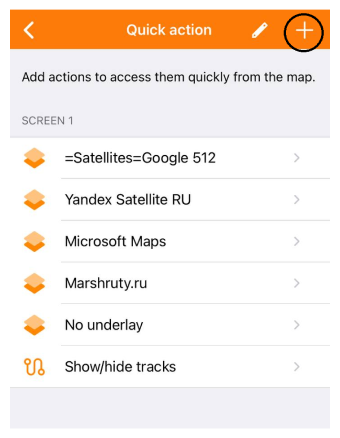 Quick action
Add actions to access them quickly from the map.
SCREEN 1
=Satellites=Google 512
Yandex Satellite RU
Microsoft Maps
Marshruty.ru
No underlay
Show/hide tracks